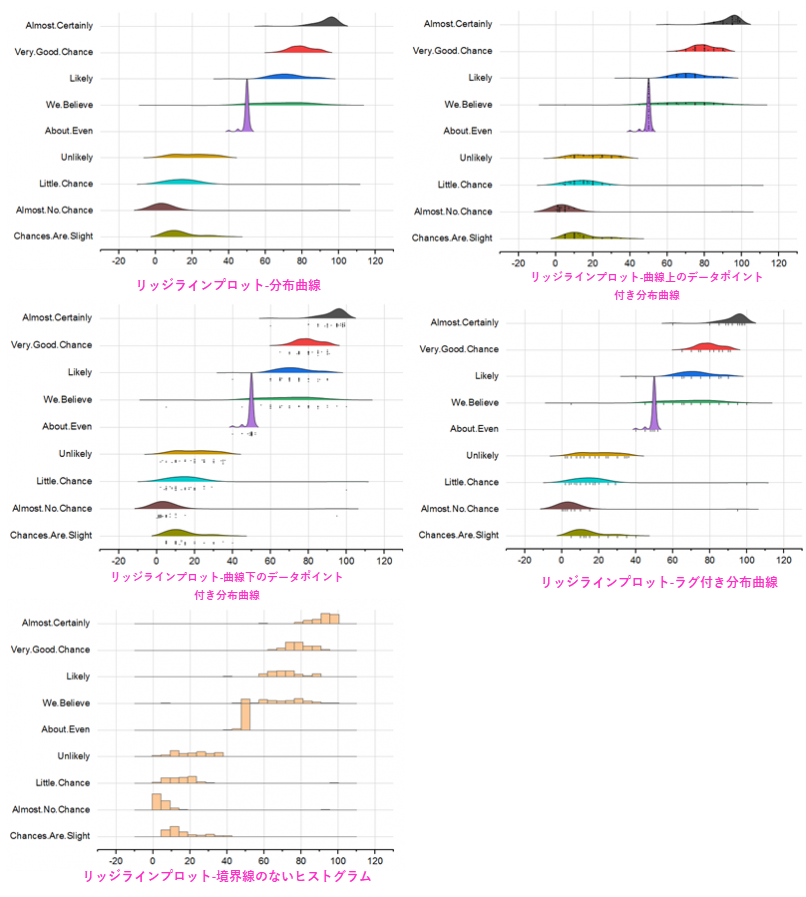 Almost.Certainly
Very.Good.Chance
Likely
We.Believe
About.Even
Unlikely
Little.Chance
Almost.No.Chance
Chances.Are.Slight
-20 0 20 40 60 80 100 120
リッジラインプロット-分布曲線
Almost.Certainly
Very.Good.Chance
Likely
We.Believe
About.Even
Unlikely
Little.Chance
Almost.No.Chance
Chances.Are.Slight
-20 0 20 40 60 80 100 120
リッジラインプロット-曲線上のデータポイント
付き分布曲線
Almost.Certainly
Very.Good.Chance
Likely
We.Believe
About.Even
Unlikely
Little.Chance
Almost.No.Chance
Chances.Are.Slight
-20 0 20 40 60 80 100 120
リッジラインプロット-曲線下のデータポイント
付き分布曲線
Almost.Certainly
Very.Good.Chance
Likely
We.Believe
About.Even
Unlikely
Little.Chance
Almost.No.Chance
Chances.Are.Slight
-20 0 20 40 60 80 100 120
リッジラインプロット-ラグ付き分布曲線
Almost.Certainly
Very.Good.Chance
Likely
We.Believe
About.Even
Unlikely
Little.Chance
Almost.No.Chance
Chances.Are.Slight
-20 0 20 40 60 80 100 120
リッジラインプロット-境界線のないヒストグラム